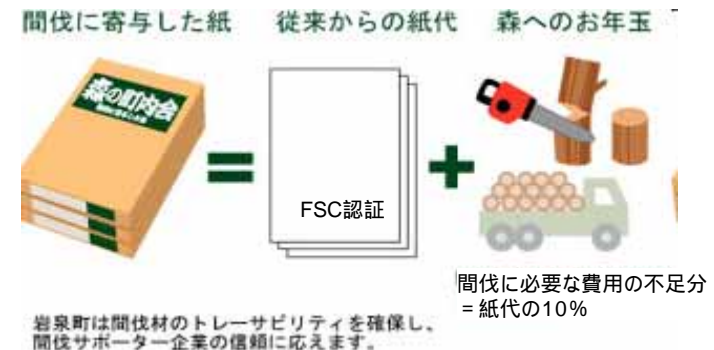 間伐に寄与した紙
従来からの紙代
森へのお年玉
森の町内会
FSC認証
間伐に必要な費用の不足分
=紙代の10%
岩泉町は間伐材のトレーサビリティを確保し、
間伐サポーター企業の信頼に応えます。